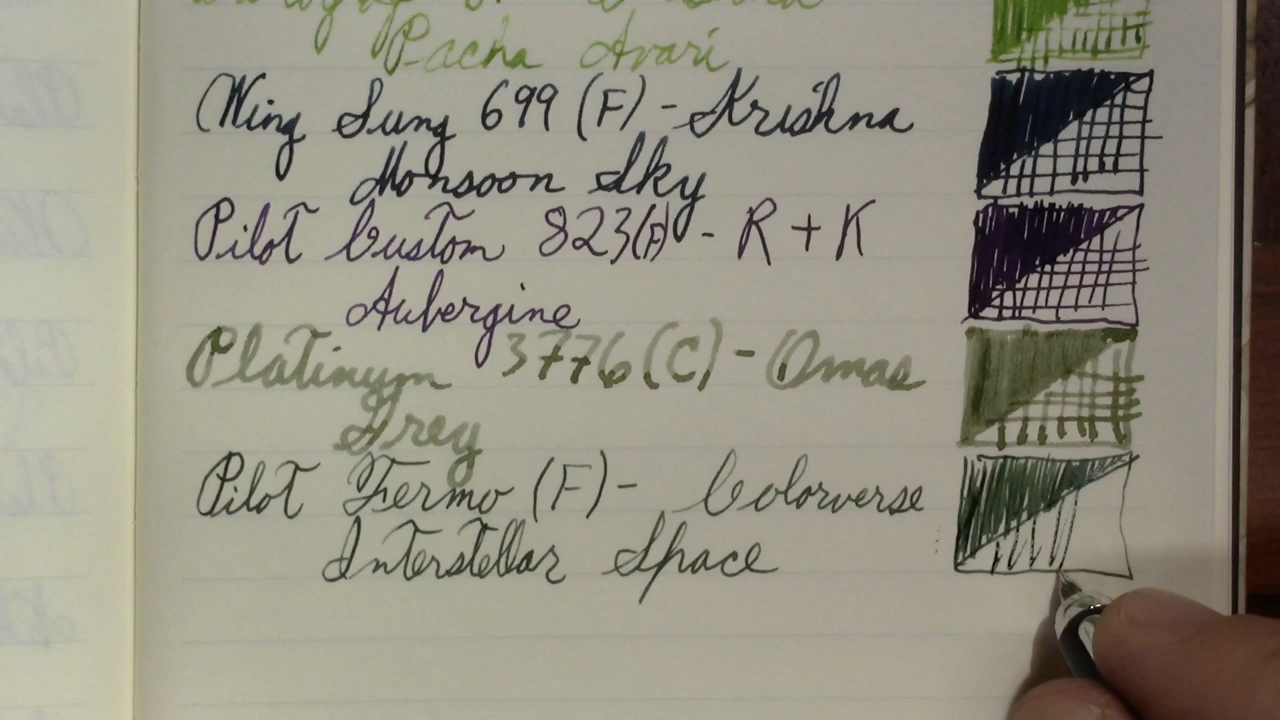 Pacha Avari
Wing Sung 699 (F) - Krishna
Monsoon Sky
Pilot Custom 823 (F) - R + K
Aubergine
Platinum 3776 (C) - Omas
Grey
Pilot Fermo (F) - Colorverse
Interstellar Space